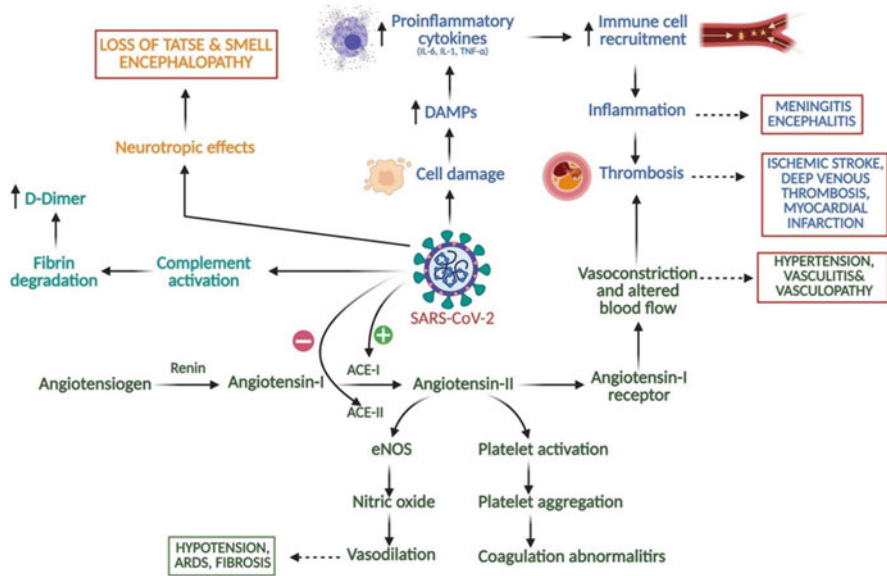 Proinflammatory
cytokines
(IL-6, IL-1, TNF-α)
Immune cell
recruitment
LOSS OF TATSE & SMELL
ENCEPHALOPATHY
DAMPs
Inflammation
MENINGITIS
ENCEPHALITIS
Neurotropic effects
Cell damage
Thrombosis
ISCHEMIC STROKE,
DEEP VENOUS
THROMBOSIS,
MYOCARDIAL
INFARCTION
D-Dimer
Fibrin
degradation
Complement
activation
SARS-CoV-2
Vasoconstriction
and altered
blood flow
HYPERTENSION,
VASCULITIS&
VASCULOPATHY
Angiotensiogen
Renin
Angiotensin-I
ACE-I
ACE-II
Angiotensin-II
Angiotensin-I
receptor
eNOS
Platelet activation
Nitric oxide
Platelet aggregation
HYPOTENSION,
ARDS, FIBROSIS
Vasodilation
Coagulation abnormalitirs